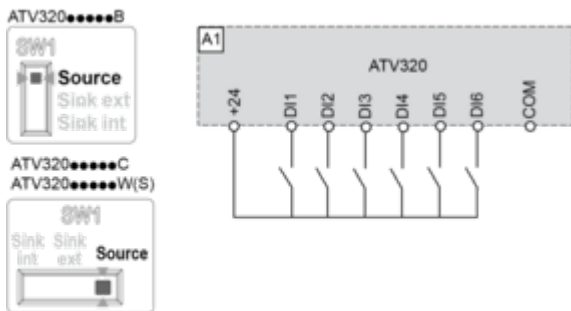 ATV320●●●●●B
SW1
Source
Sink ext
Sink int
ATV320●●●●●C
ATV320●●●●●W(S)
SW1
Sink int
Sink ext
Source
A1
ATV320
+24
DI1
DI2
DI3
DI4
DI5
DI6
COM